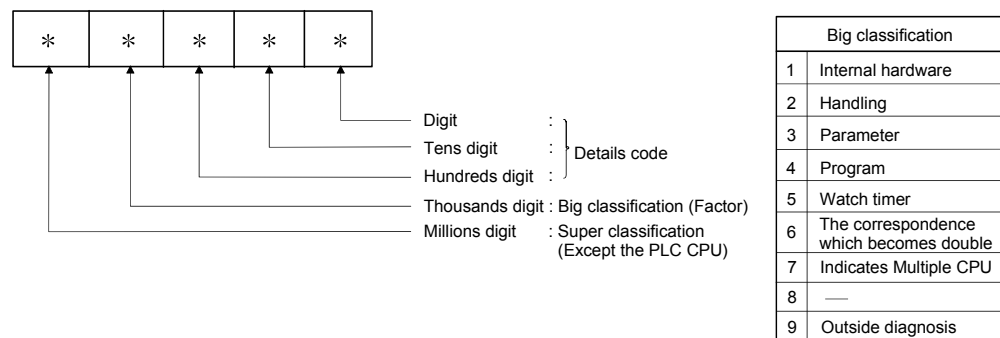 * * * * *
Digit :
Tens digit : Details code
Hundreds digit :
Thousands digit : Big classification (Factor)
Millions digit : Super classification
(Except the PLC CPU)
Big classification
1 Internal hardware
2 Handling
3 Parameter
4 Program
5 Watch timer
6 The correspondence
which becomes double
7 Indicates Multiple CPU
8 —
9 Outside diagnosis